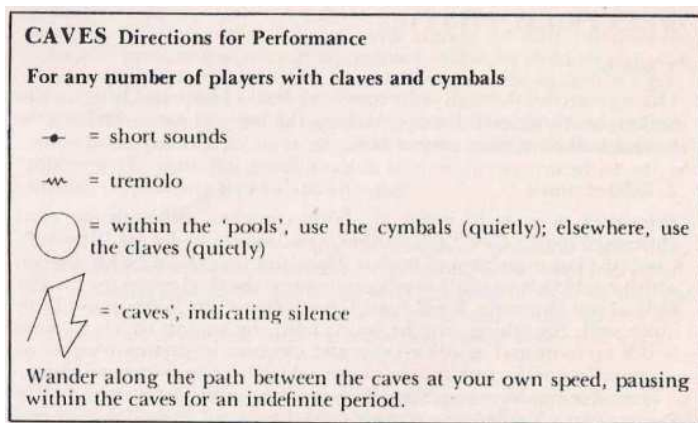 CAVES Directions for Performance
For any number of players with claves and cymbals
= short sounds
= tremolo
= within the 'pools', use the cymbals (quietly); elsewhere, use
the claves (quietly)
= 'caves', indicating silence
Wander along the path between the caves at your own speed, pausing
within the caves for an indefinite period.